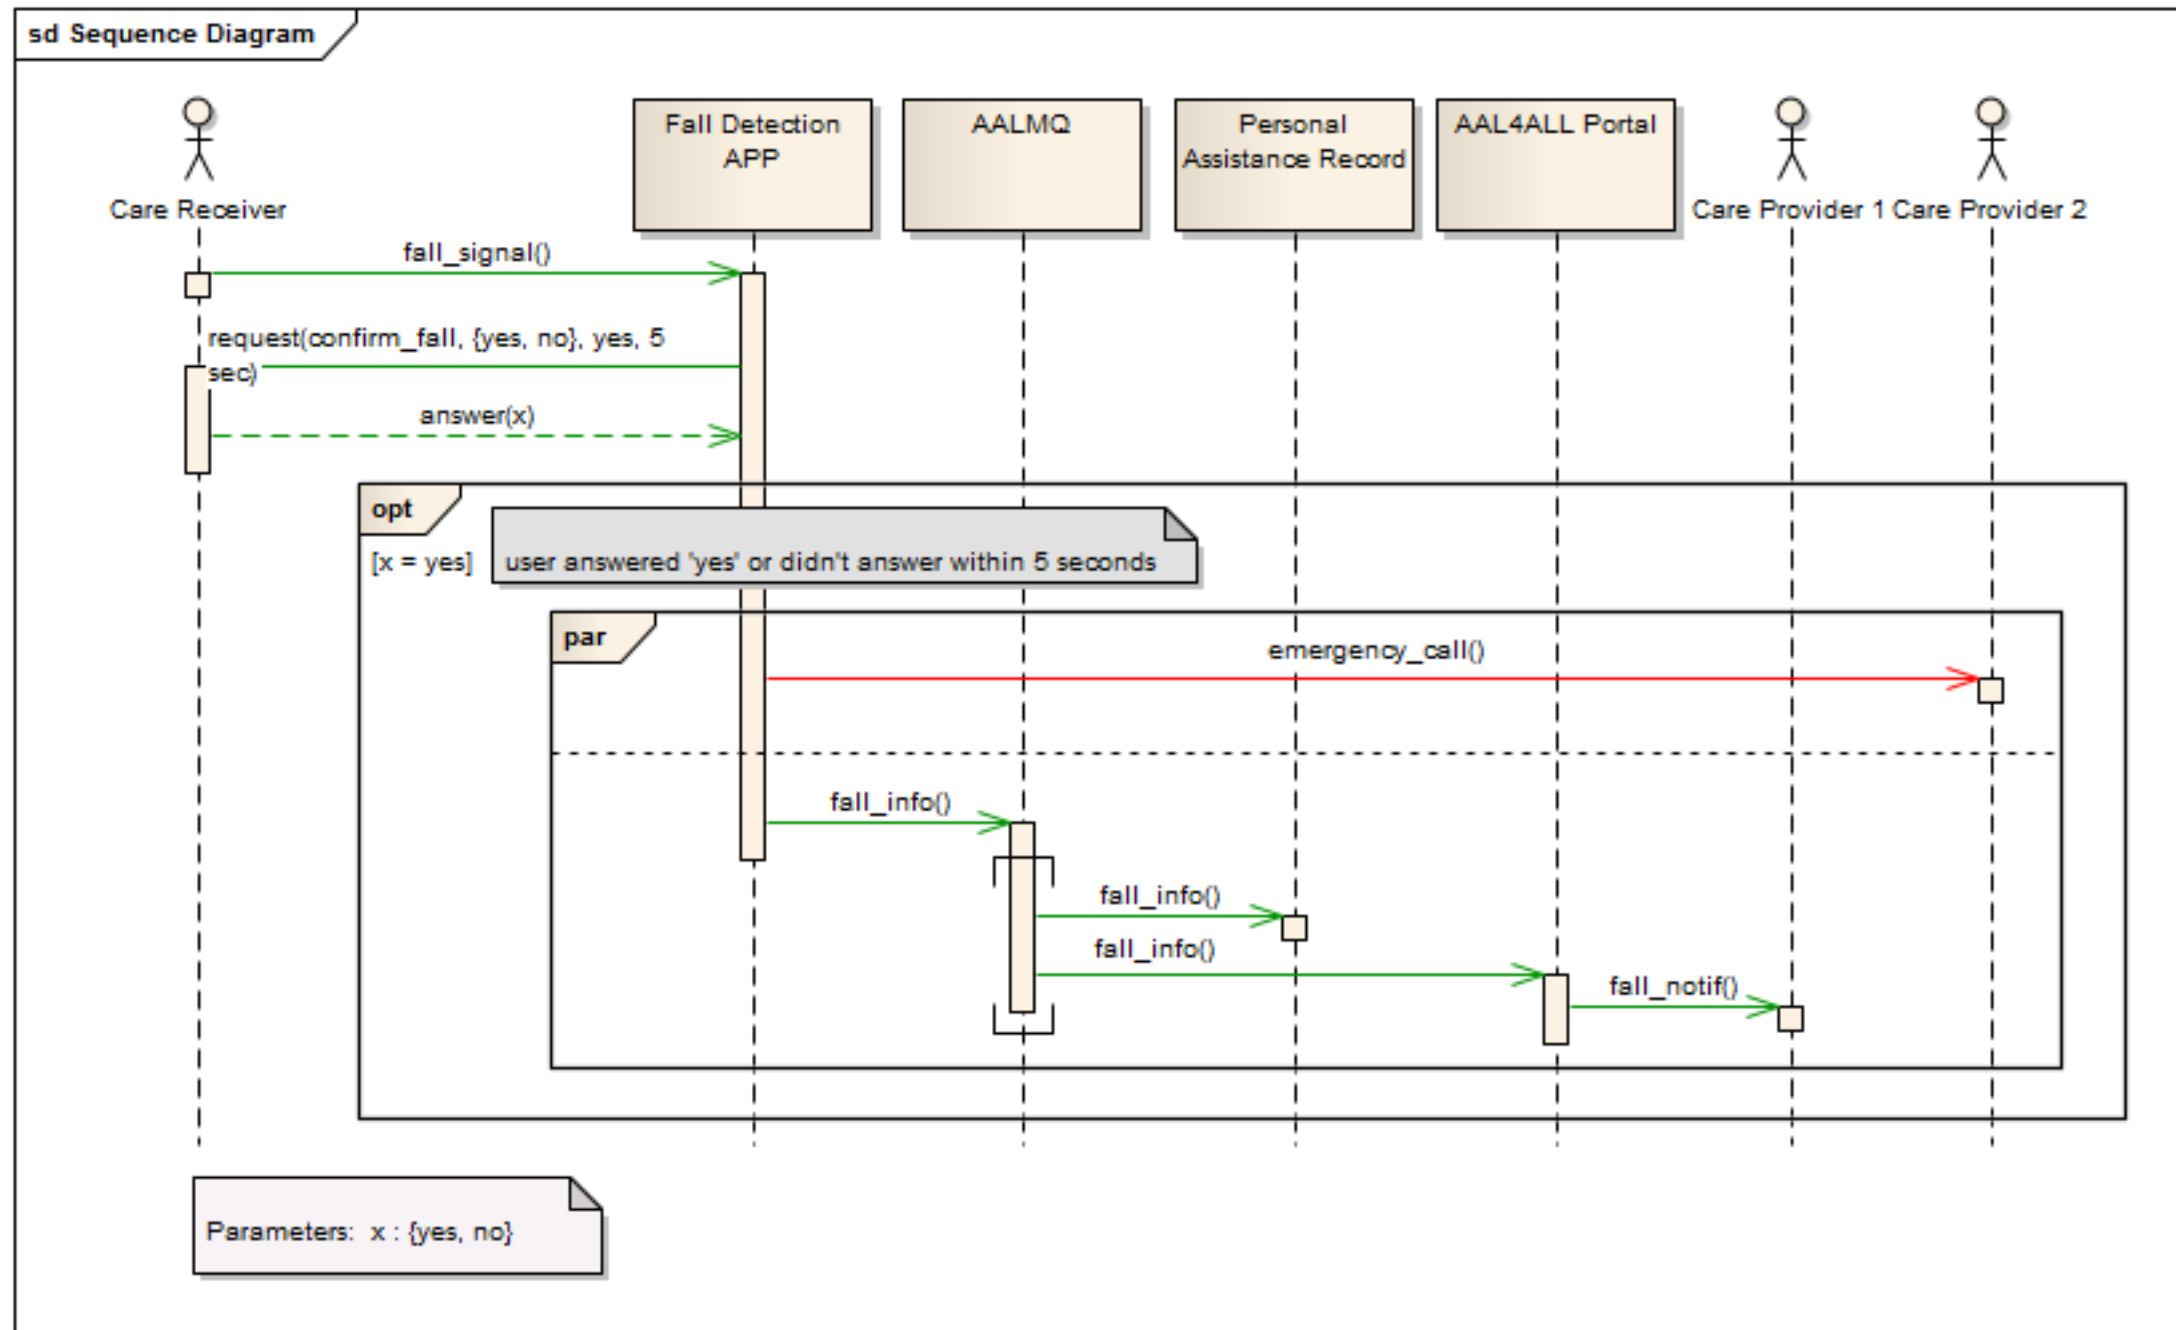 sd Sequence Diagram
Care Receiver
Fall Detection
APP
AALMQ
Personal
Assistance Record
AAL4ALL Portal
Care Provider 1
Care Provider 2
fall_signal()
request(confirm_fall, {yes, no}, yes, 5
sec)
answer(x)
opt
[x = yes]
user answered 'yes' or didn't answer within 5 seconds
par
emergency_call()
fall_info()
fall_info()
fall_info()
fall_notif()
Parameters:  x : {yes, no}